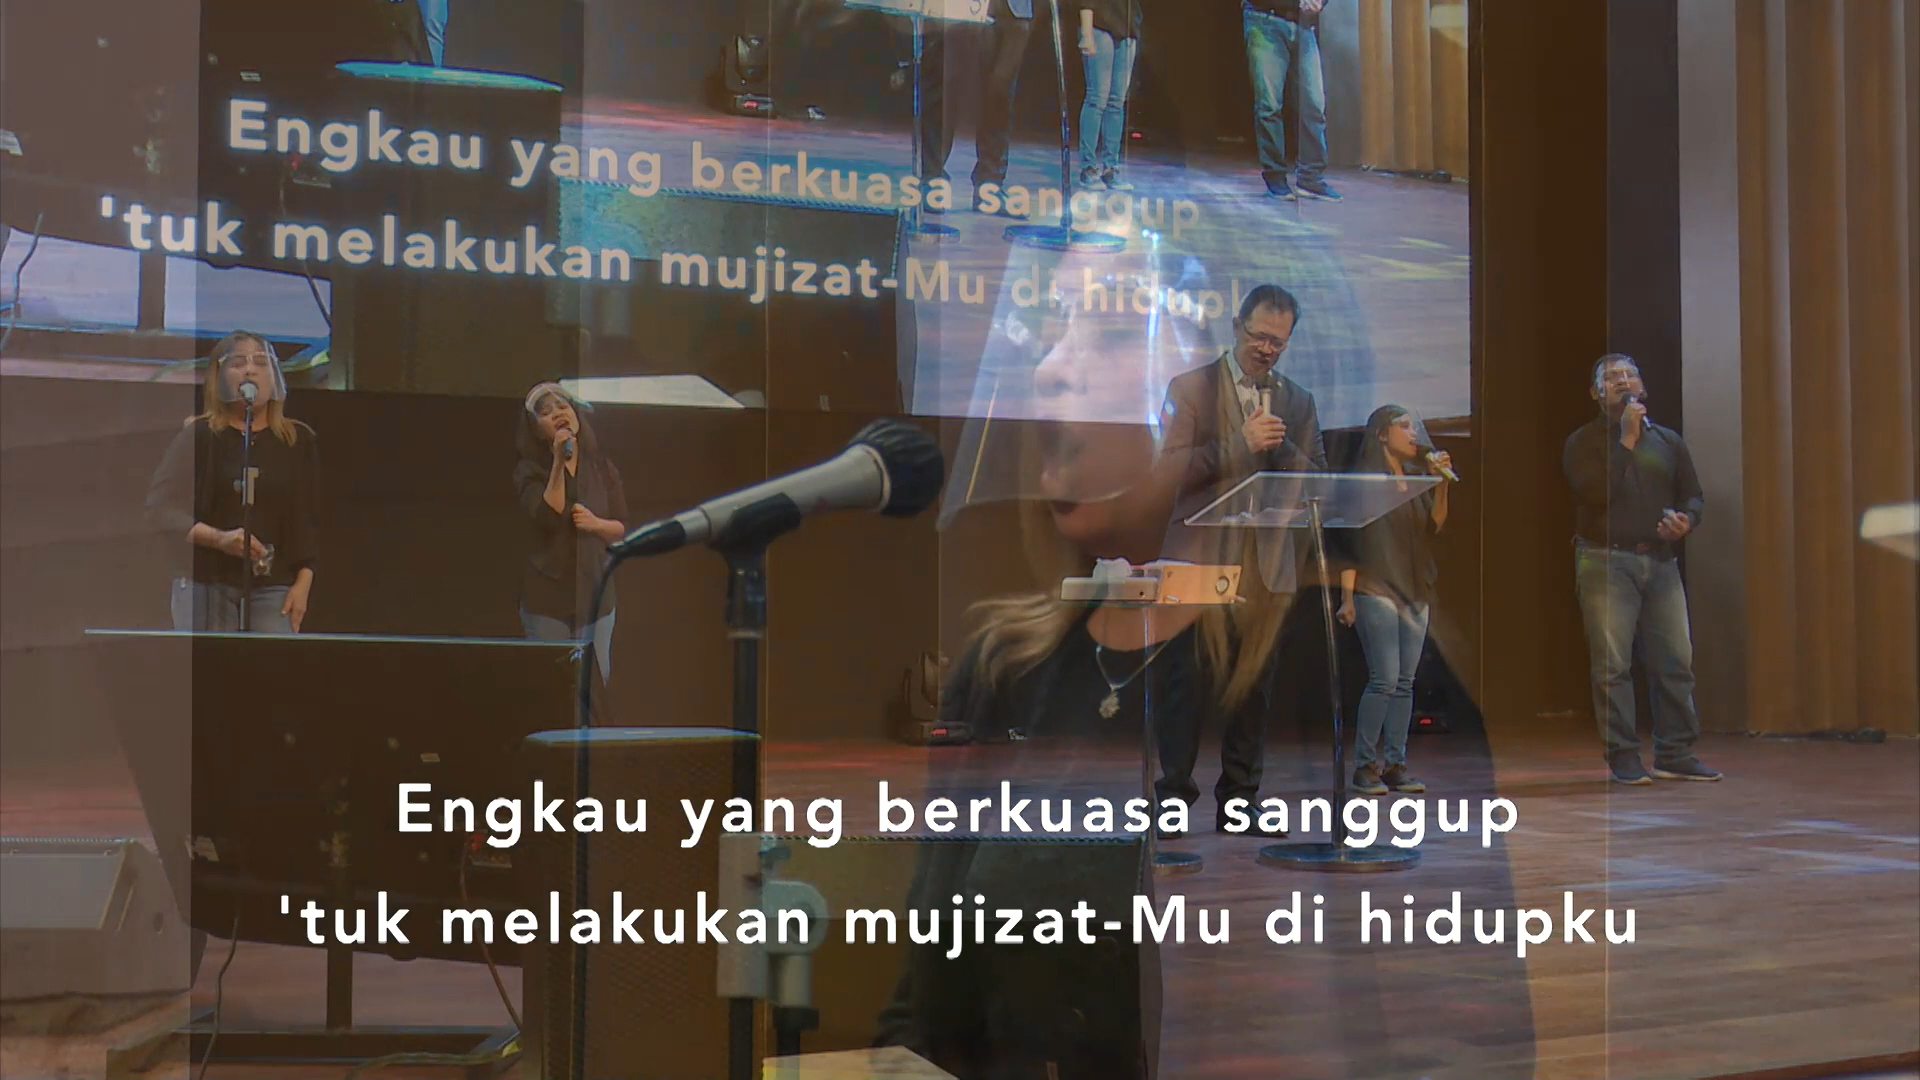 Engkau yang berkuasa sanggup
'tuk melakukan mujizat-Mu di hidupk
Engkau yang berkuasa sanggup
'tuk melakukan mujizat-Mu di hidupku